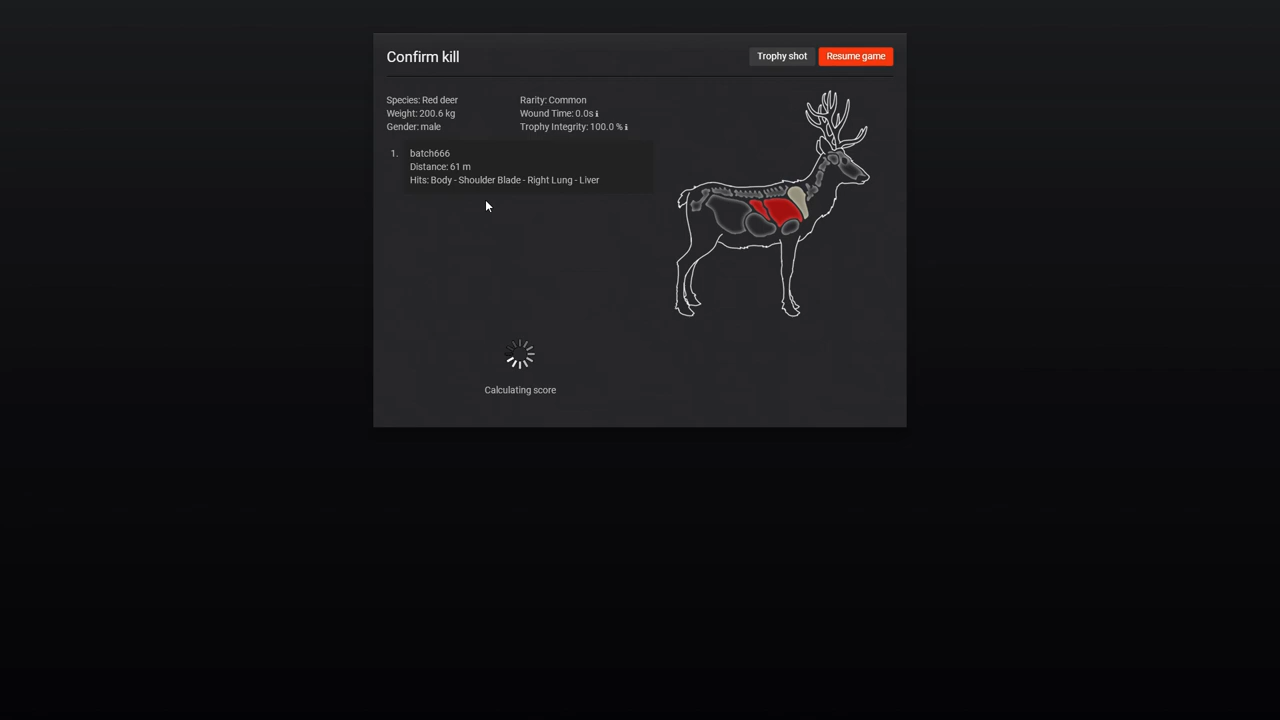 Confirm kill
Trophy shot
Resume game
Species: Red deer
Weight: 200.6 kg
Gender: male
Rarity: Common
Wound Time: 0.0s i
Trophy Integrity: 100.0 % i
1. batch666
Distance: 61 m
Hits: Body - Shoulder Blade - Right Lung - Liver
Calculating score